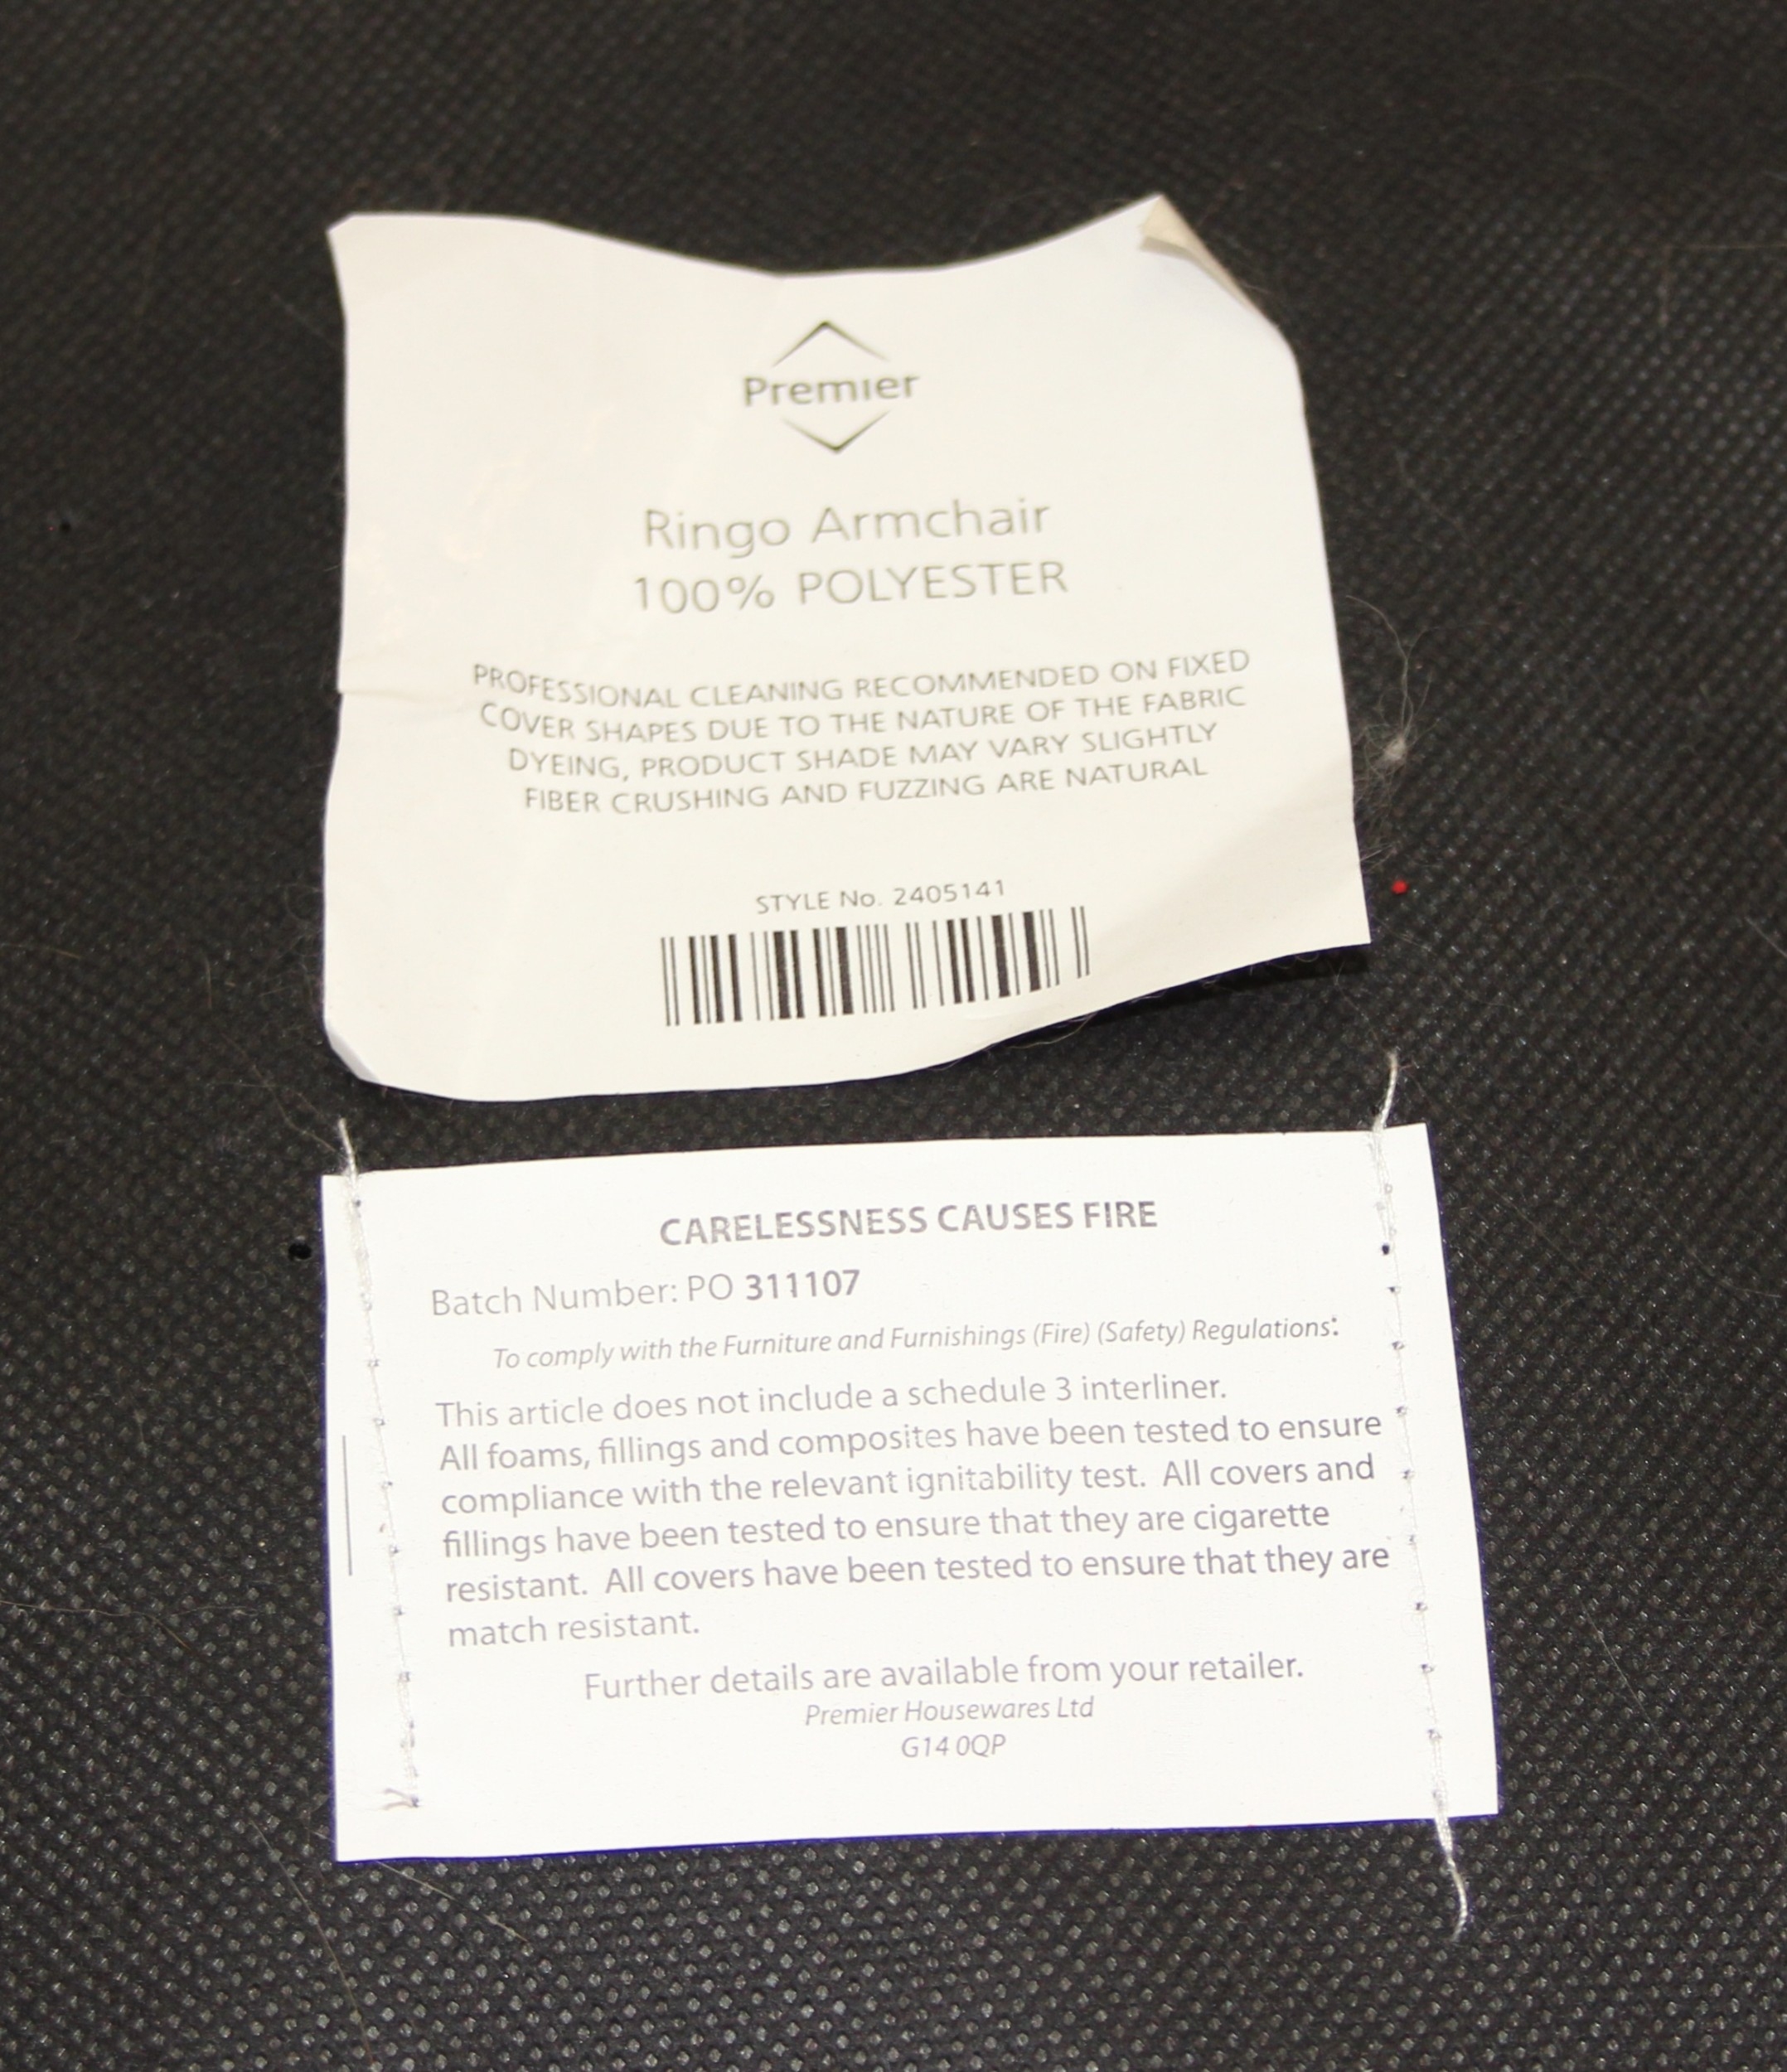 Premier
Ringo Armchair
100% POLYESTER
PROFESSIONAL CLEANING RECOMMENDED ON FIXED
COVER SHAPES DUE TO THE NATURE OF THE FABRIC
DYEING, PRODUCT SHADE MAY VARY SLIGHTLY
FIBER CRUSHING AND FUZZING ARE NATURAL
STYLE No. 2405141
CARELESSNESS CAUSES FIRE
Batch Number: PO 311107
To comply with the Furniture and Furnishings (Fire) (Safety) Regulations:
This article does not include a schedule 3 interliner.
All foams, fillings and composites have been tested to ensure
compliance with the relevant ignitability test. All covers and
fillings have been tested to ensure that they are cigarette
resistant. All covers have been tested to ensure that they are
match resistant.
Further details are available from your retailer.
Premier Housewares Ltd
G14 0QP